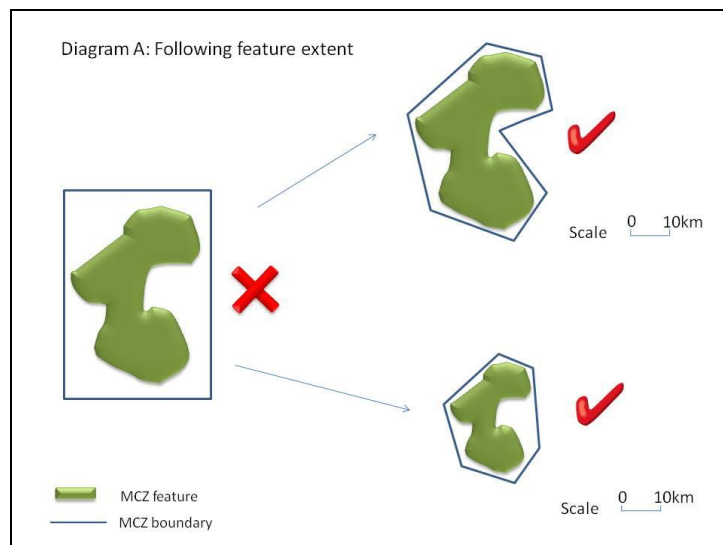 Diagram A: Following feature extent
Scale 0 10km
MCZ feature
MCZ boundary
Scale 0 10km